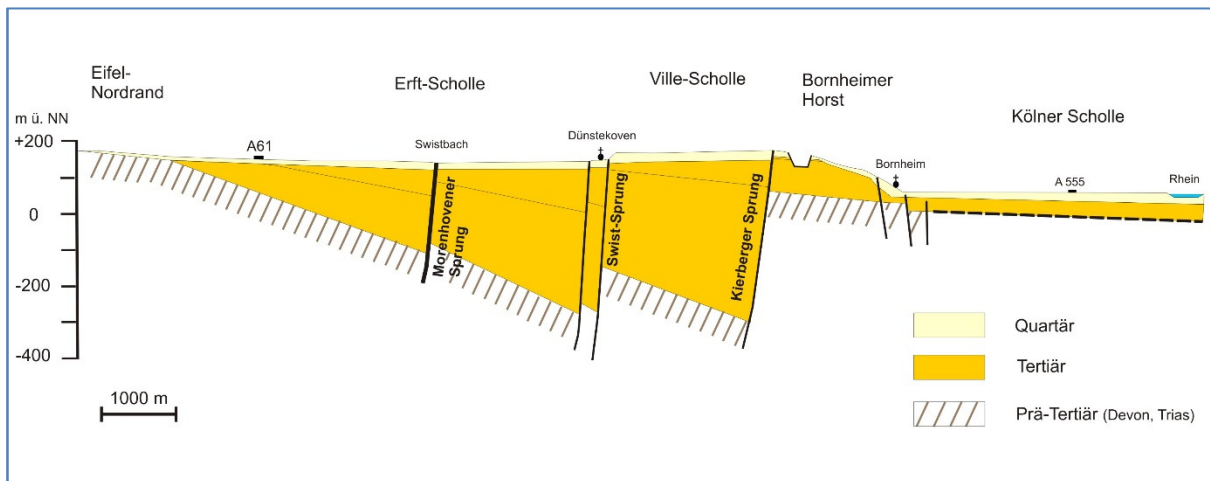 Eifel-
Nordrand
Erft-Scholle
Ville-Scholle
Bornheimer
Horst
Kölner Scholle
m ü. NN
+200
0
-200
-400
A61
Swistbach
Dünstekoven
Bornheim
A 555
Rhein
Morenhovener
Sprung
Swist-Sprung
Kierberger Sprung
1000 m
Quartär
Tertiär
Prä-Tertiär (Devon, Trias)